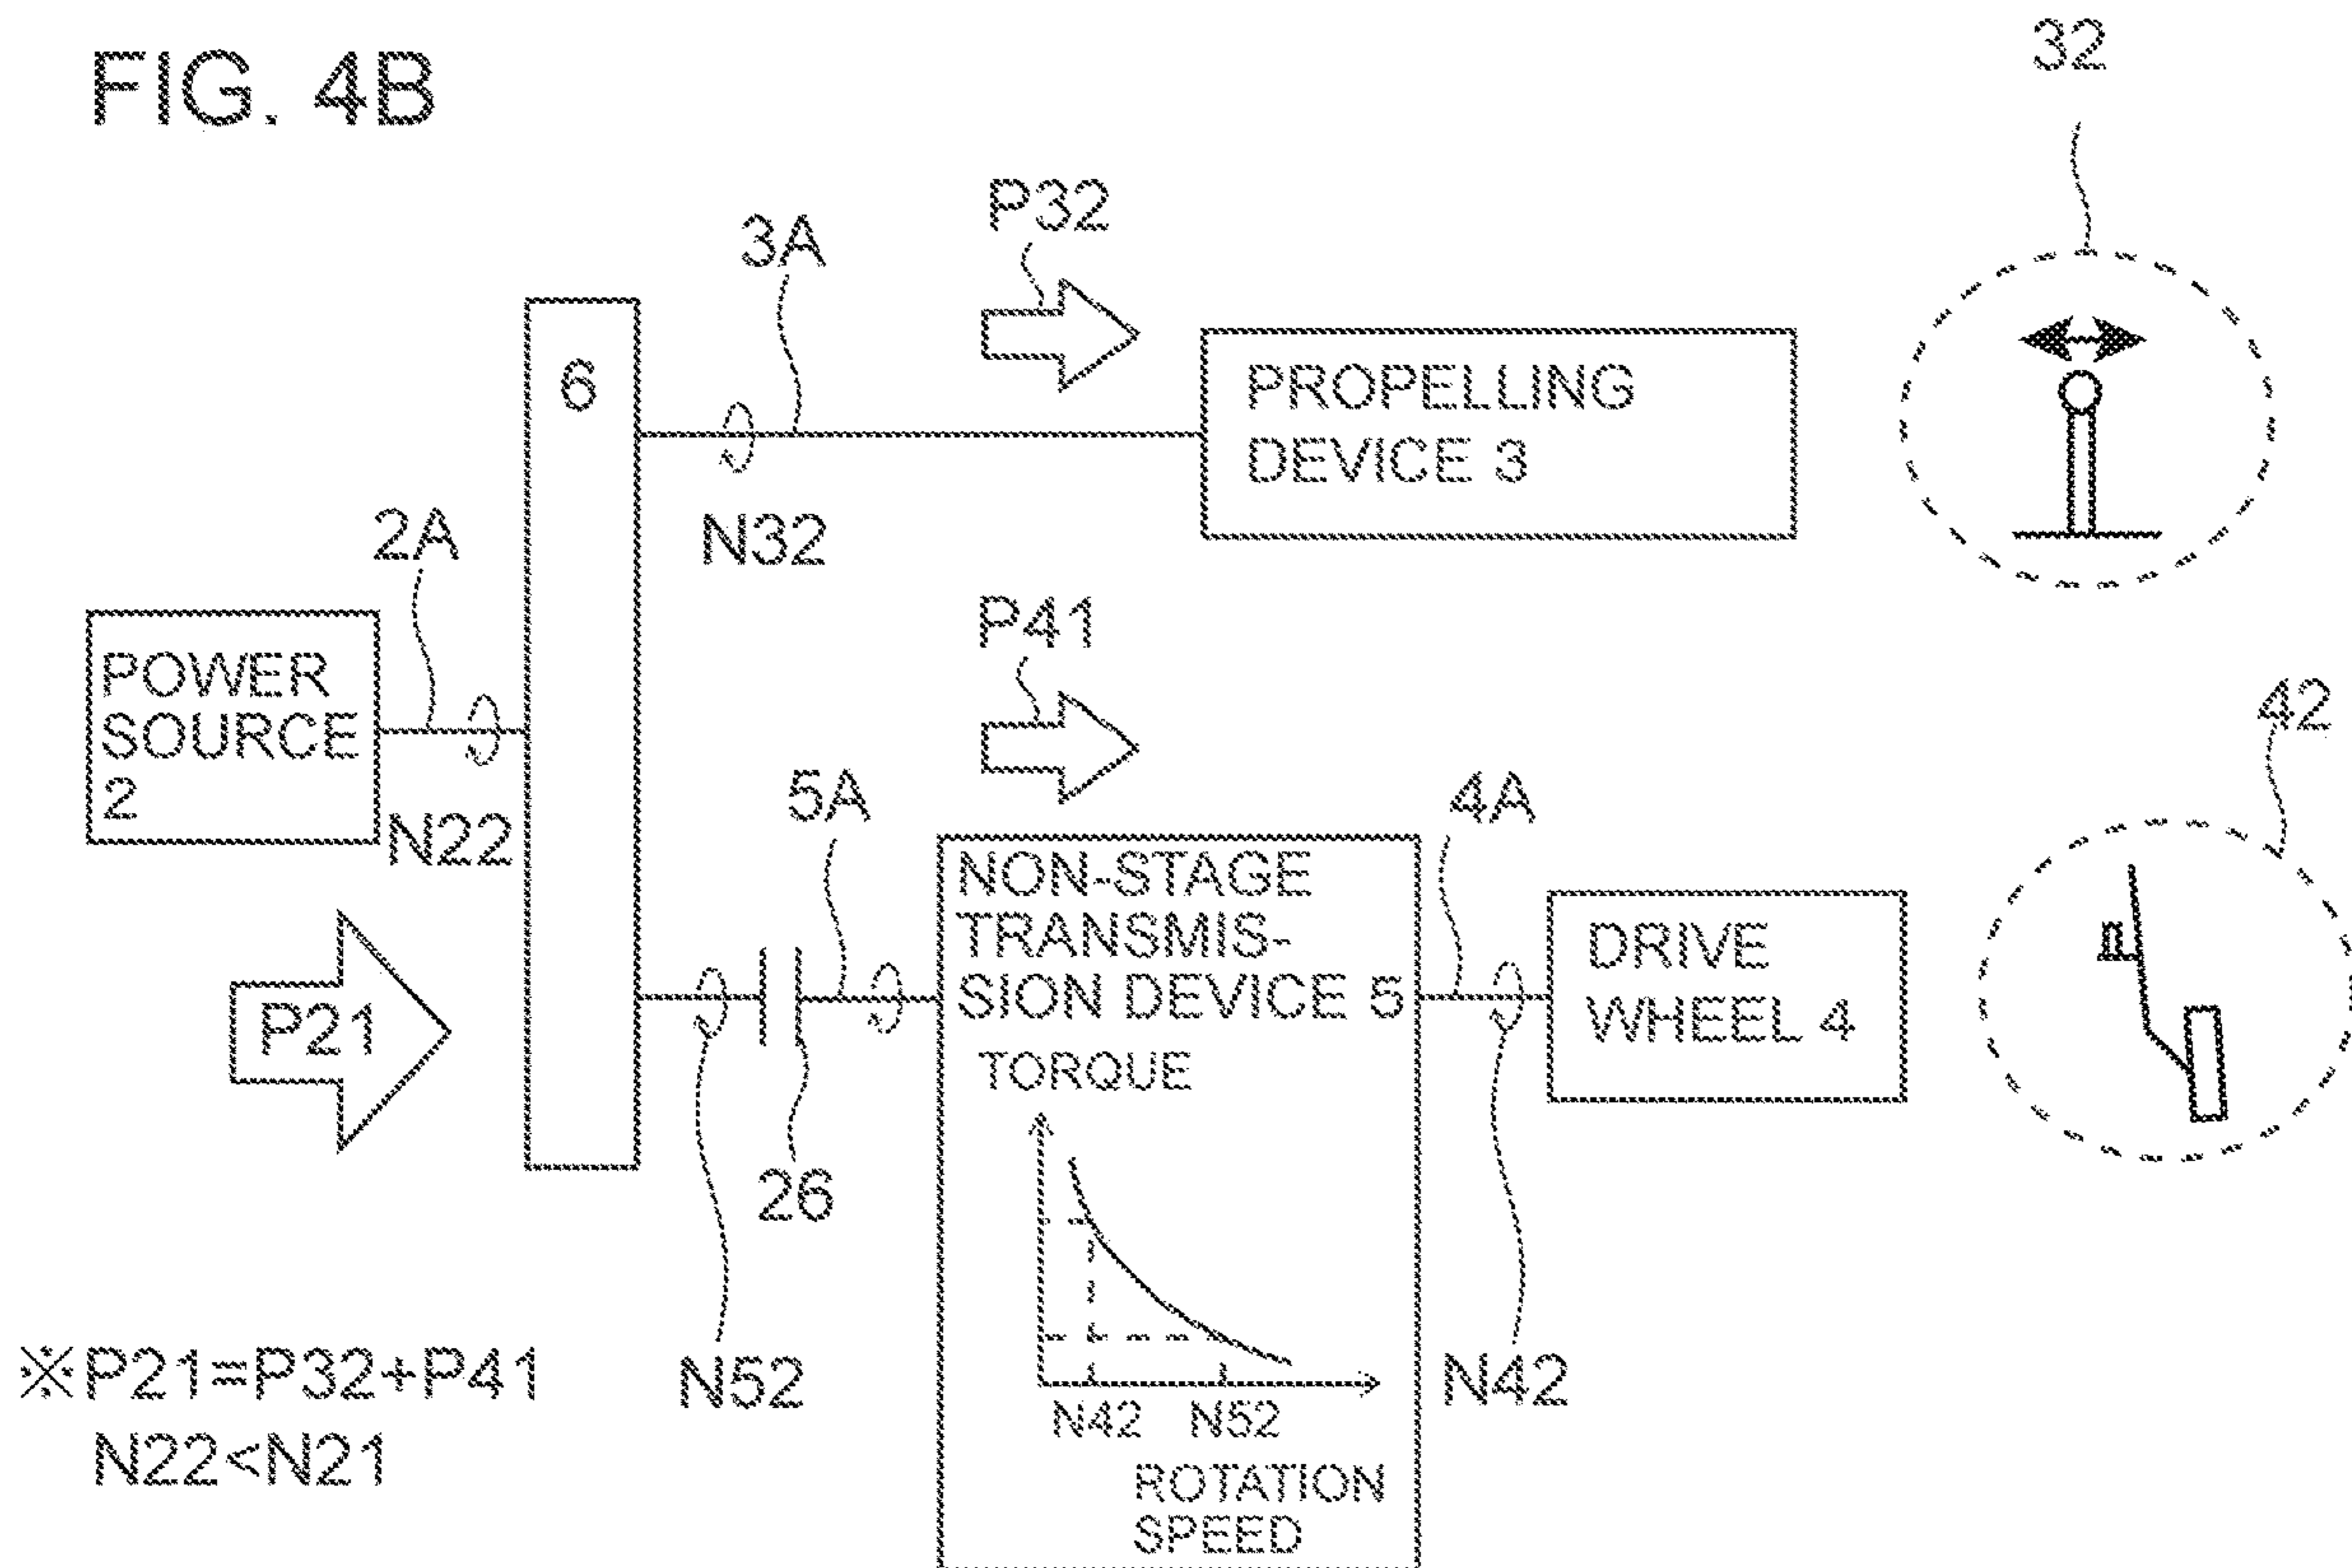 FIG. 4B
32
P32
3A
6
PROPELLING
DEVICE 3
N32
2A
P41
POWER
SOURCE
2
42
N22
5A
4A
NON-STAGE
TRANSMIS-
SION DEVICE 5
DRIVE
WHEEL 4
P21
TORQUE
26
※P21=P32+P41
N22<N21
N52
N42
N42 N52
ROTATION
SPEED